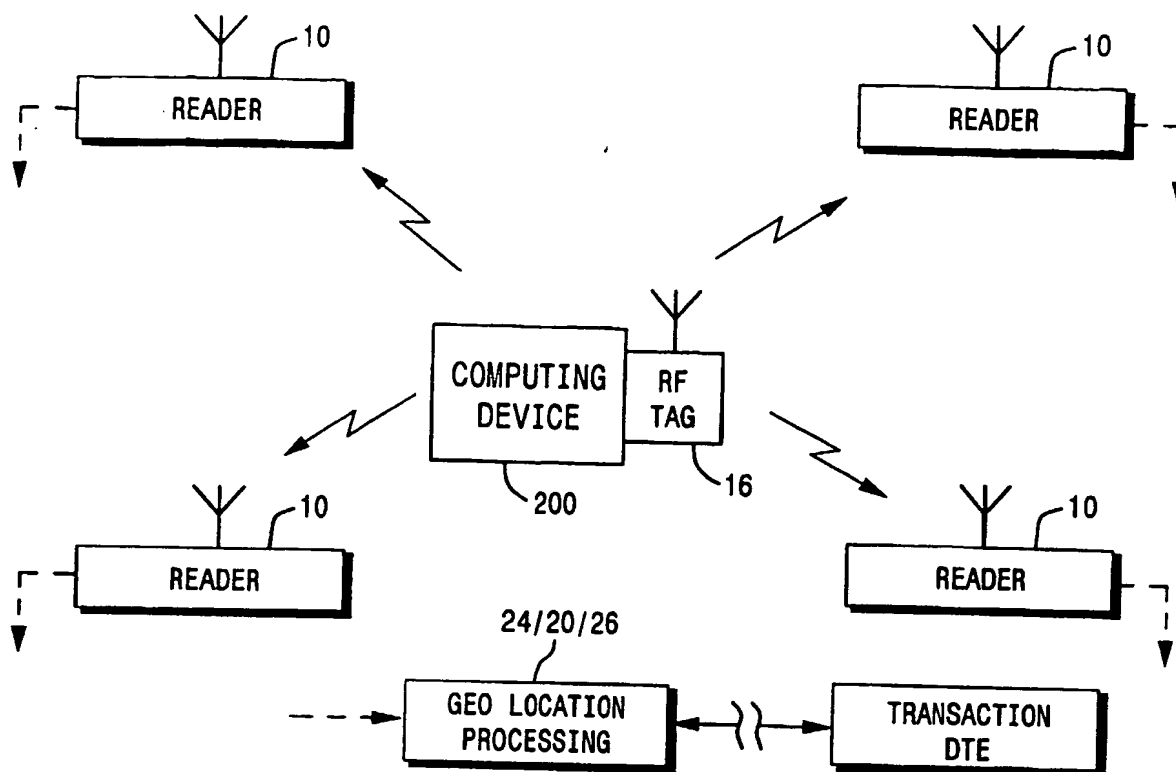 10
READER
10
READER
COMPUTING
DEVICE
200
RF
TAG
16
10
READER
10
READER
24/20/26
GEO LOCATION
PROCESSING
TRANSACTION
DTE